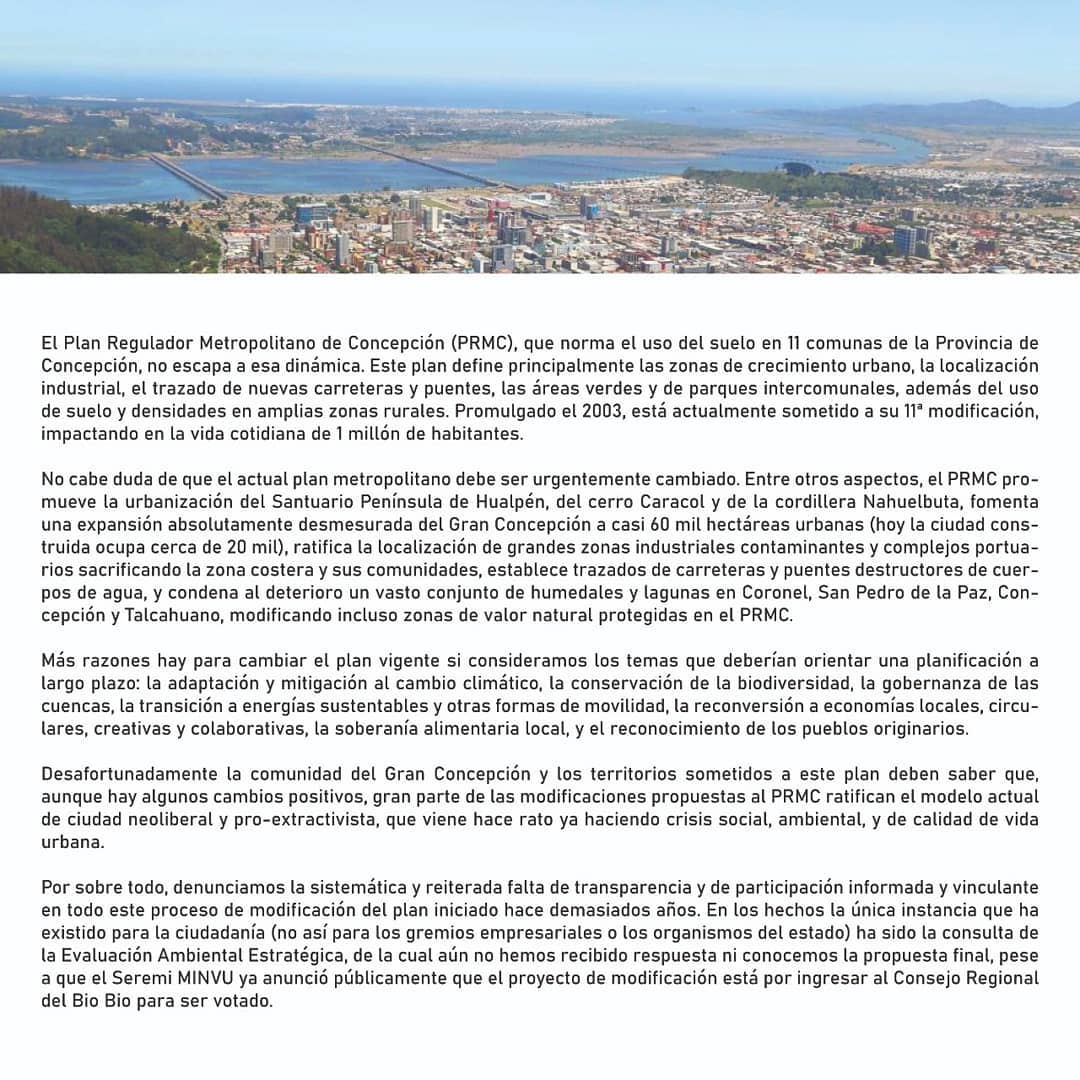 El Plan Regulador Metropolitano de Concepción (PRMC), que norma el uso del suelo en 11 comunas de la Provincia de
Concepción, no escapa a esa dinámica. Este plan define principalmente las zonas de crecimiento urbano, la localización
industrial, el trazado de nuevas carreteras y puentes, las áreas verdes y de parques intercomunales, además del uso
de suelo y densidades en amplias zonas rurales. Promulgado el 2003, está actualmente sometido a su 11ª modificación,
impactando en la vida cotidiana de 1 millón de habitantes.
No cabe duda de que el actual plan metropolitano debe ser urgentemente cambiado. Entre otros aspectos, el PRMC pro-
mueve la urbanización del Santuario Península de Hualpén, del cerro Caracol y de la cordillera Nahuelbuta, fomenta
una expansión absolutamente desmesurada del Gran Concepción a casi 60 mil hectáreas urbanas (hoy la ciudad cons-
truida ocupa cerca de 20 mil), ratifica la localización de grandes zonas industriales contaminantes y complejos portua-
rios sacrificando la zona costera y sus comunidades, establece trazados de carreteras y puentes destructores de cuer-
pos de agua, y condena al deterioro un vasto conjunto de humedales y lagunas en Coronel, San Pedro de la Paz, Con-
cepción y Talcahuano, modificando incluso zonas de valor natural protegidas en el PRMC.
Más razones hay para cambiar el plan vigente si consideramos los temas que deberían orientar una planificación a
largo plazo: la adaptación y mitigación al cambio climático, la conservación de la biodiversidad, la gobernanza de las
cuencas, la transición a energías sustentables y otras formas de movilidad, la reconversión a economías locales, circu-
lares, creativas y colaborativas, la soberanía alimentaria local, y el reconocimiento de los pueblos originarios.
Desafortunadamente la comunidad del Gran Concepción y los territorios sometidos a este plan deben saber que,
aunque hay algunos cambios positivos, gran parte de las modificaciones propuestas al PRMC ratifican el modelo actual
de ciudad neoliberal y pro-extractivista, que viene hace rato ya haciendo crisis social, ambiental, y de calidad de vida
urbana.
Por sobre todo, denunciamos la sistemática y reiterada falta de transparencia y de participación informada y vinculante
en todo este proceso de modificación del plan iniciado hace demasiados años. En los hechos la única instancia que ha
existido para la ciudadanía (no así para los gremios empresariales o los organismos del estado) ha sido la consulta de
la Evaluación Ambiental Estratégica, de la cual aún no hemos recibido respuesta ni conocemos la propuesta final, pese
a que el Seremi MINVU ya anunció públicamente que el proyecto de modificación está por ingresar al Consejo Regional
del Bio Bio para ser votado.